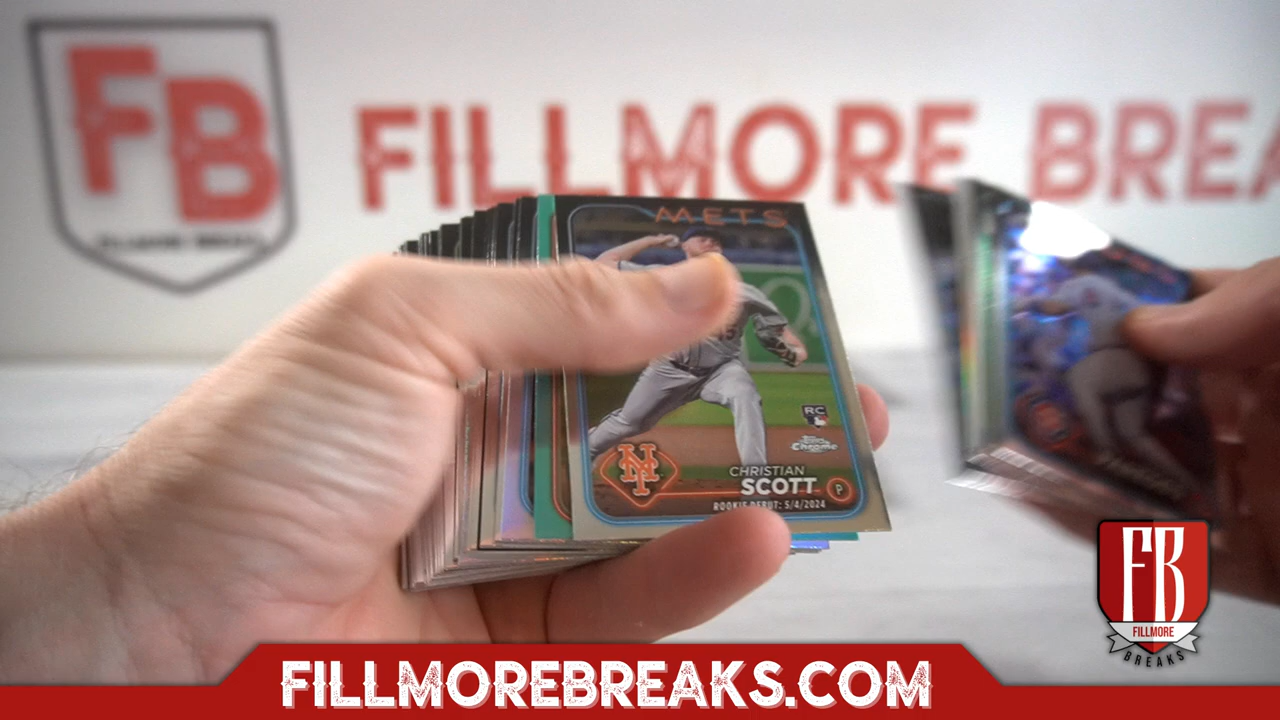 FB
FILLMORE BREA
METS
RC
Topps
Chrome
CHRISTIAN
SCOTT P
ROOKIE DEBUT: 5/4/2024
FB
FILLMORE
BREAKS
FILLMOREBREAKS.COM